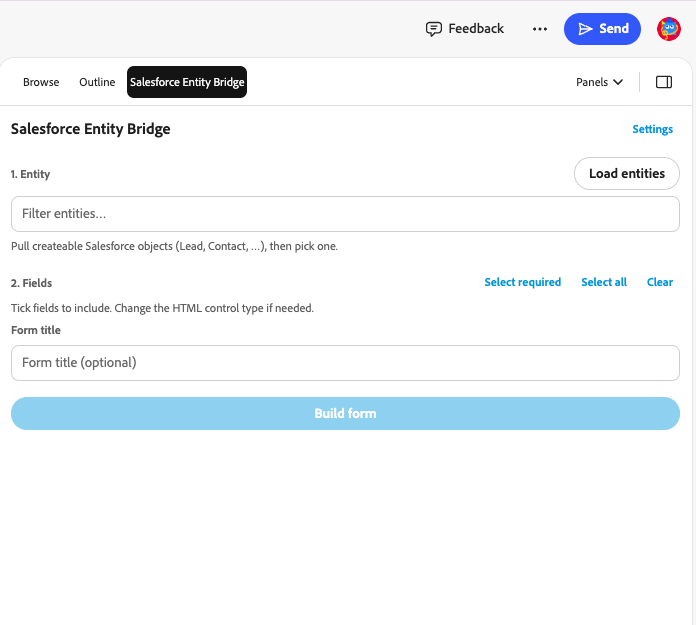 Feedback
Send
Browse Outline Salesforce Entity Bridge Panels
Salesforce Entity Bridge Settings
1. Entity Load entities
Filter entities...
Pull createable Salesforce objects (Lead, Contact, ...), then pick one.
2. Fields Select required Select all Clear
Tick fields to include. Change the HTML control type if needed.
Form title
Form title (optional)
Build form